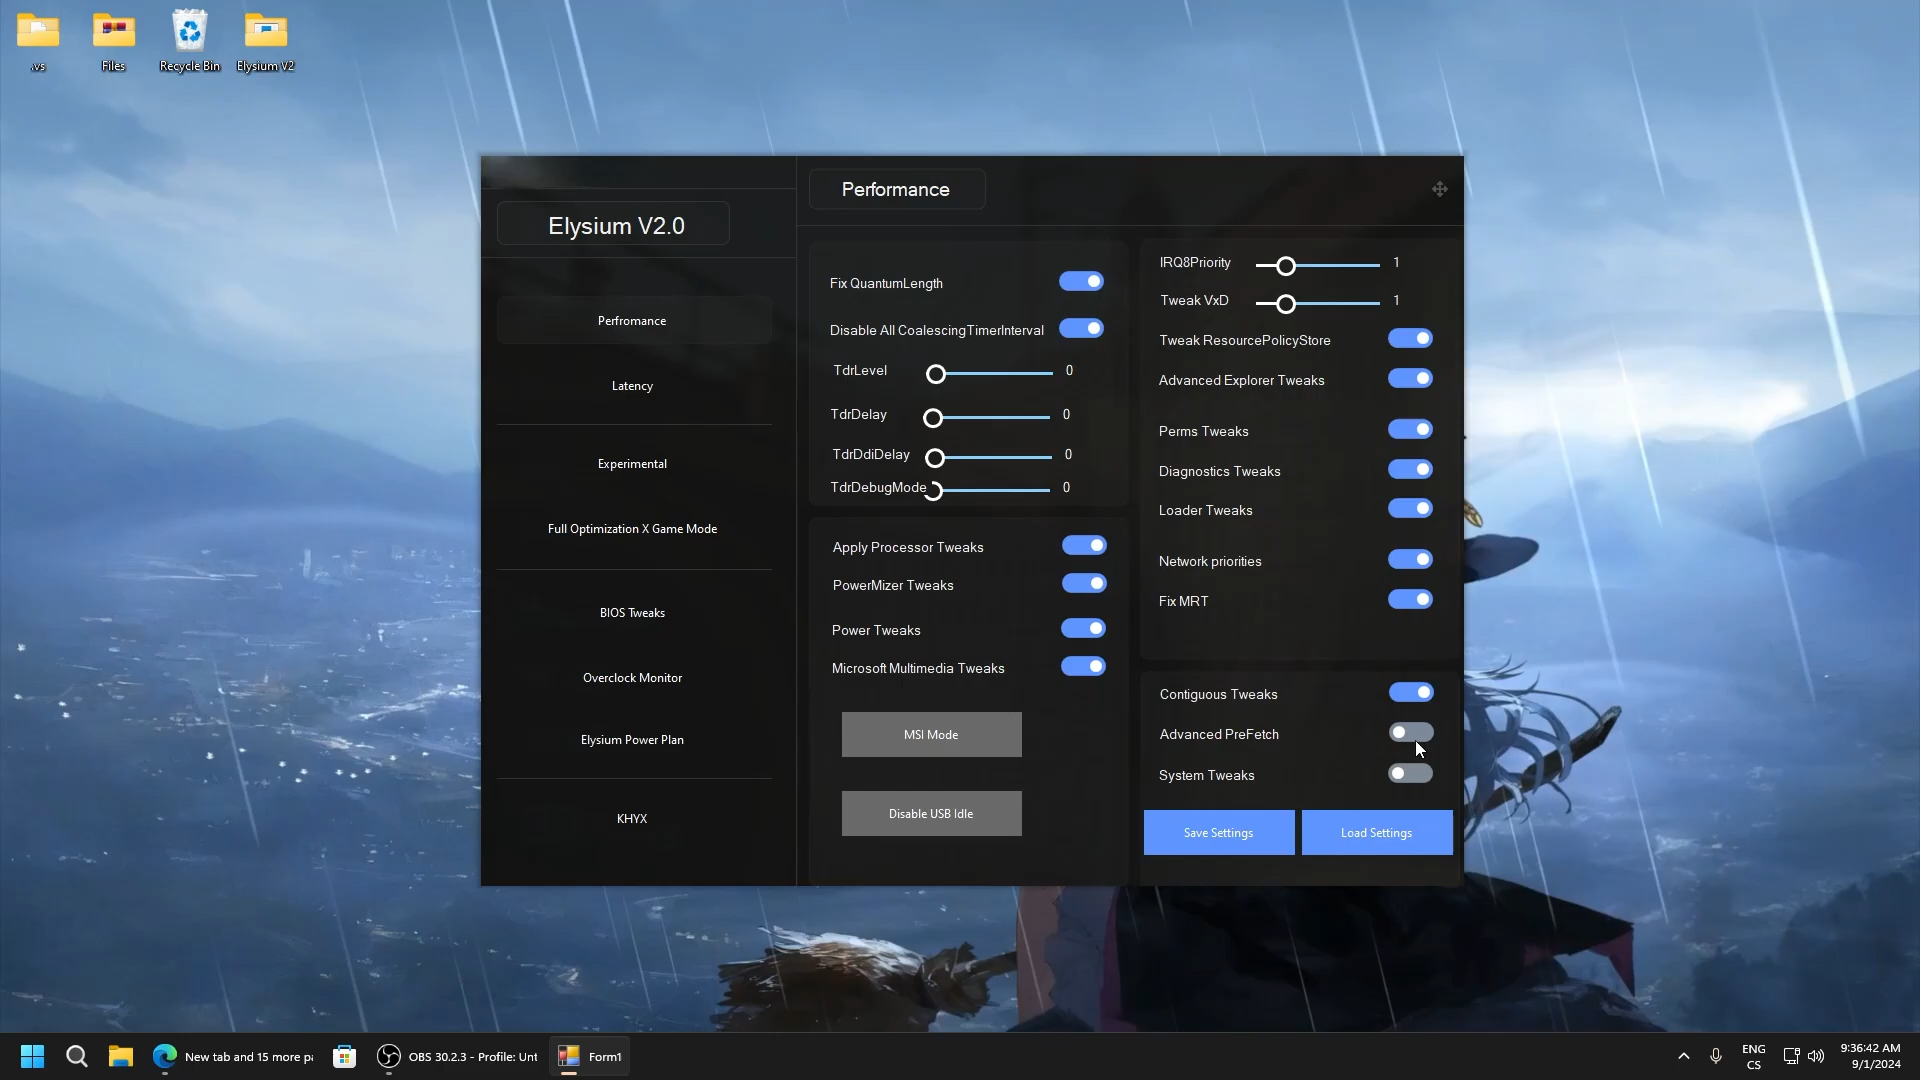 .vs
Files
Recycle Bin
Elysium V2
Elysium V2.0
Performance
Perfromance
Latency
Experimental
Full Optimization X Game Mode
BIOS Tweaks
Overclock Monitor
Elysium Power Plan
KHYX
Fix QuantumLength
Disable All CoalescingTimerInterval
TdrLevel 0
TdrDelay 0
TdrDdiDelay 0
TdrDebugMode 0
Apply Processor Tweaks
PowerMizer Tweaks
Power Tweaks
Microsoft Multimedia Tweaks
MSI Mode
Disable USB Idle
IRQ8Priority 1
Tweak VxD 1
Tweak ResourcePolicyStore
Advanced Explorer Tweaks
Perms Tweaks
Diagnostics Tweaks
Loader Tweaks
Network priorities
Fix MRT
Contiguous Tweaks
Advanced PreFetch
System Tweaks
Save Settings
Load Settings
New tab and 15 more pa
OBS 30.2.3 - Profile: Unt
Form1
ENG
CS
9:36:42 AM
9/1/2024